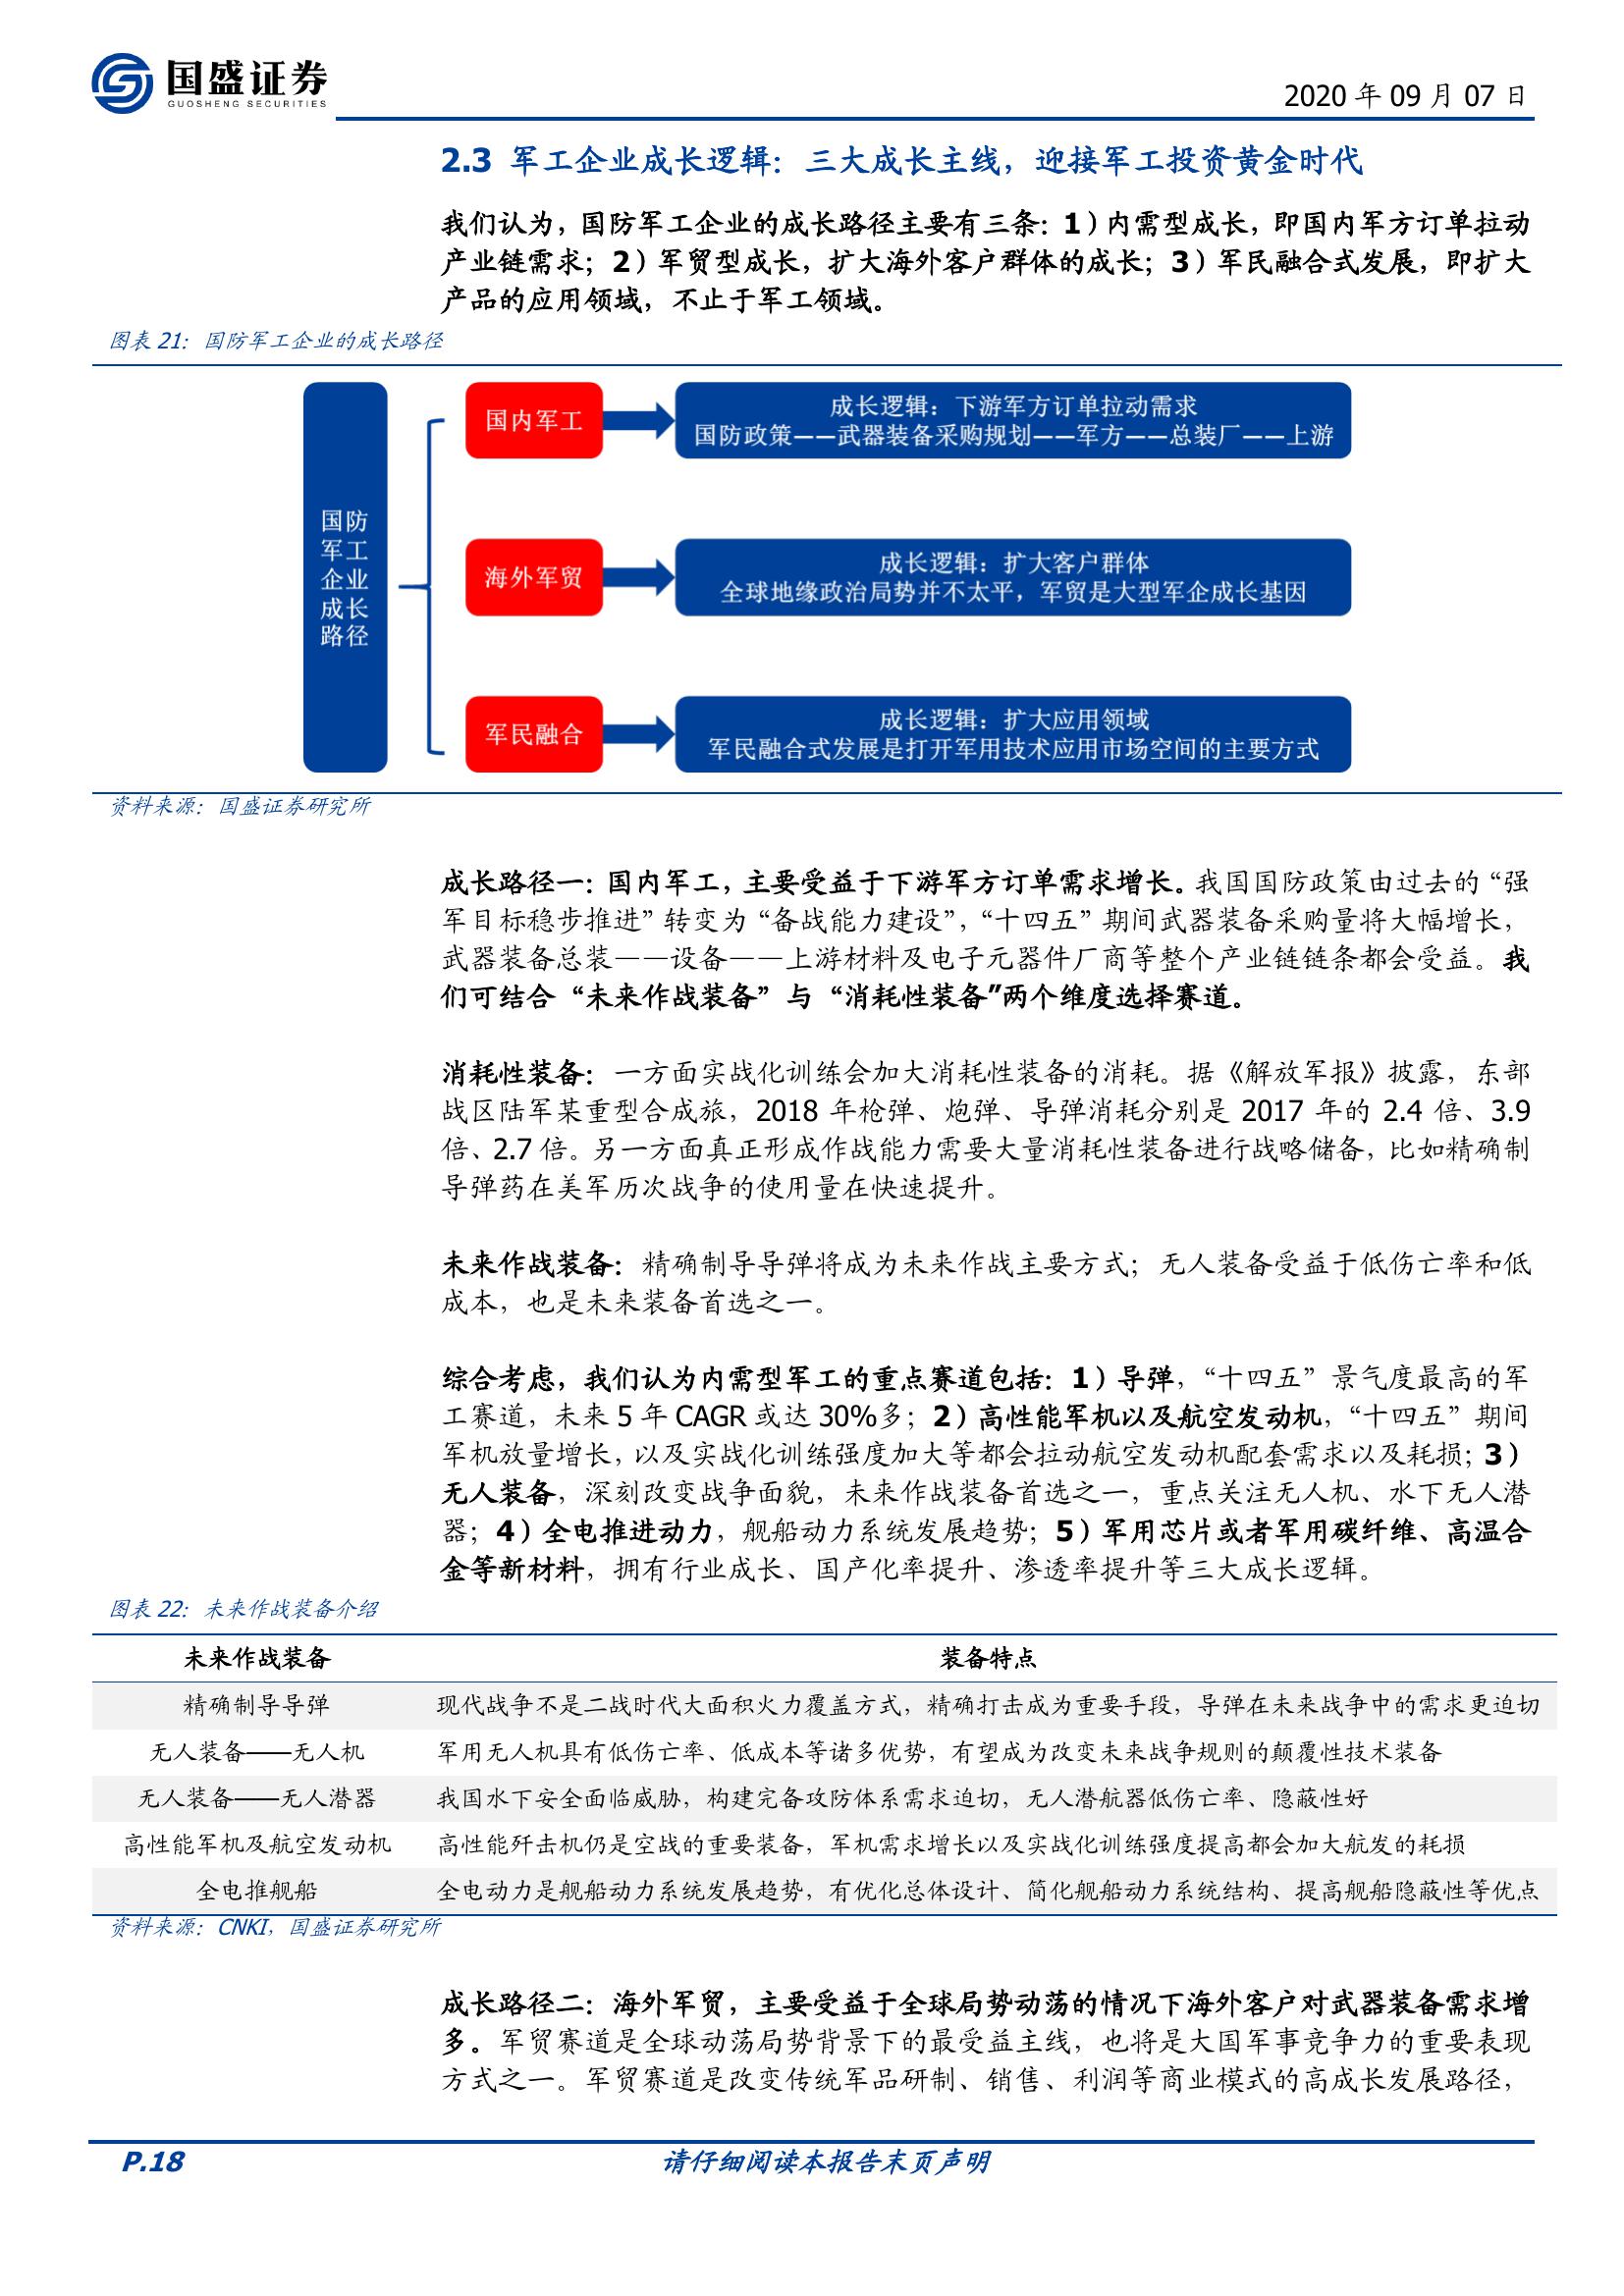 国盛证券
GUOSHENG SECURITIES
2020 年 09 月 07 日
2.3 军工企业成长逻辑：三大成长主线，迎接军工投资黄金时代
我们认为，国防军工企业的成长路径主要有三条：1）内需型成长，即国内军方订单拉动
产业链需求；2）军贸型成长，扩大海外客户群体的成长；3）军民融合式发展，即扩大
产品的应用领域，不止于军工领域。
图表 21：国防军工企业的成长路径
国防
军工
企业
成长
路径
国内军工
成长逻辑：下游军方订单拉动需求
国防政策——武器装备采购规划——军方——总装厂——上游
海外军贸
成长逻辑：扩大客户群体
全球地缘政治局势并不太平，军贸是大型军企成长基因
军民融合
成长逻辑：扩大应用领域
军民融合式发展是打开军用技术应用市场空间的主要方式
资料来源：国盛证券研究所
成长路径一：国内军工，主要受益于下游军方订单需求增长。我国国防政策由过去的“强
军目标稳步推进”转变为“备战能力建设”，“十四五”期间武器装备采购量将大幅增长，
武器装备总装——设备——上游材料及电子元器件厂商等整个产业链链条都会受益。我
们可结合“未来作战装备”与“消耗性装备”两个维度选择赛道。
消耗性装备：一方面实战化训练会加大消耗性装备的消耗。据《解放军报》披露，东部
战区陆军某重型合成旅，2018 年枪弹、炮弹、导弹消耗分别是 2017 年的 2.4 倍、3.9
倍、2.7 倍。另一方面真正形成作战能力需要大量消耗性装备进行战略储备，比如精确制
导弹药在美军历次战争的使用量在快速提升。
未来作战装备：精确制导导弹将成为未来作战主要方式；无人装备受益于低伤亡率和低
成本，也是未来装备首选之一。
综合考虑，我们认为内需型军工的重点赛道包括：1）导弹，“十四五”景气度最高的军
工赛道，未来 5 年 CAGR 或达 30%多；2）高性能军机以及航空发动机，“十四五”期间
军机放量增长，以及实战化训练强度加大等都会拉动航空发动机配套需求以及耗损；3）
无人装备，深刻改变战争面貌，未来作战装备首选之一，重点关注无人机、水下无人潜
器；4）全电推进动力，舰船动力系统发展趋势；5）军用芯片或者军用碳纤维、高温合
金等新材料，拥有行业成长、国产化率提升、渗透率提升等三大成长逻辑。
图表 22：未来作战装备介绍
未来作战装备 装备特点
精确制导导弹 现代战争不是二战时代大面积火力覆盖方式，精确打击成为重要手段，导弹在未来战争中的需求更迫切
无人装备——无人机 军用无人机具有低伤亡率、低成本等诸多优势，有望成为改变未来战争规则的颠覆性技术装备
无人装备——无人潜器 我国水下安全面临威胁，构建完备攻防体系需求迫切，无人潜航器低伤亡率、隐蔽性好
高性能军机及航空发动机 高性能歼击机仍是空战的重要装备，军机需求增长以及实战化训练强度提高都会加大航发的耗损
全电推舰船 全电动力是舰船动力系统发展趋势，有优化总体设计、简化舰船动力系统结构、提高舰船隐蔽性等优点
资料来源：CNKI，国盛证券研究所
成长路径二：海外军贸，主要受益于全球局势动荡的情况下海外客户对武器装备需求增
多。军贸赛道是全球动荡局势背景下的最受益主线，也将是大国军事竞争力的重要表现
方式之一。军贸赛道是改变传统军品研制、销售、利润等商业模式的高成长发展路径，
P.18 请仔细阅读本报告末页声明